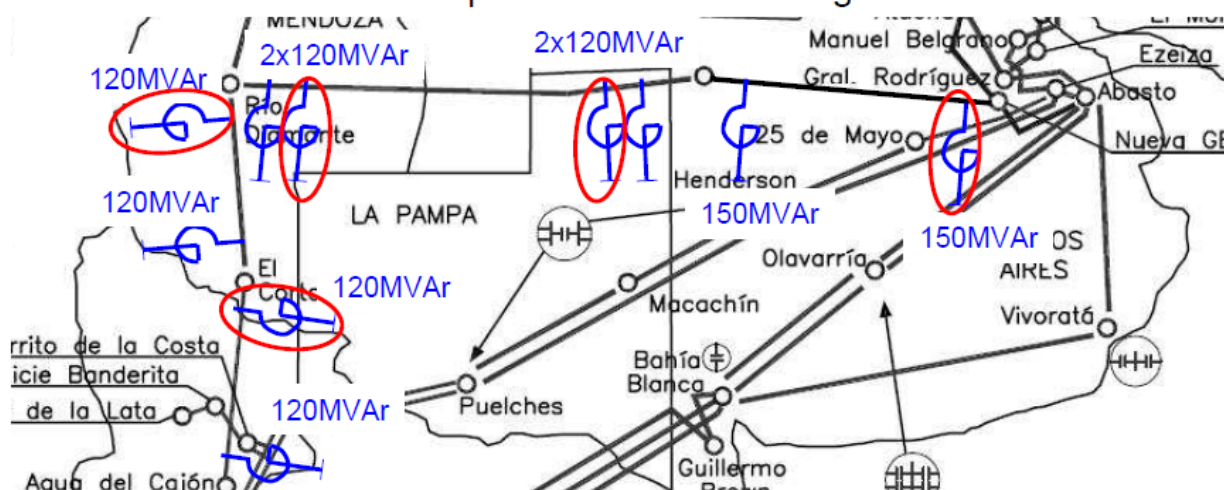 MENDOZA
2x120MVAr
2x120MVAr
Manuel Belgrano
Ezeiza
120MVAr
Gral. Rodríguez
Abasto
Río
Diamante
25 de Mayo
Nueva
Henderson
120MVAr
LA PAMPA
150MVAr
150MVAr
OS
AIRES
Olavarría
El
120MVAr
Macachín
Vivoratá
rrito de la Costa
icie Banderita
Bahía
Blanca
de la Lata
120MVAr
Puelches
Guillermo
Agua del Cajón